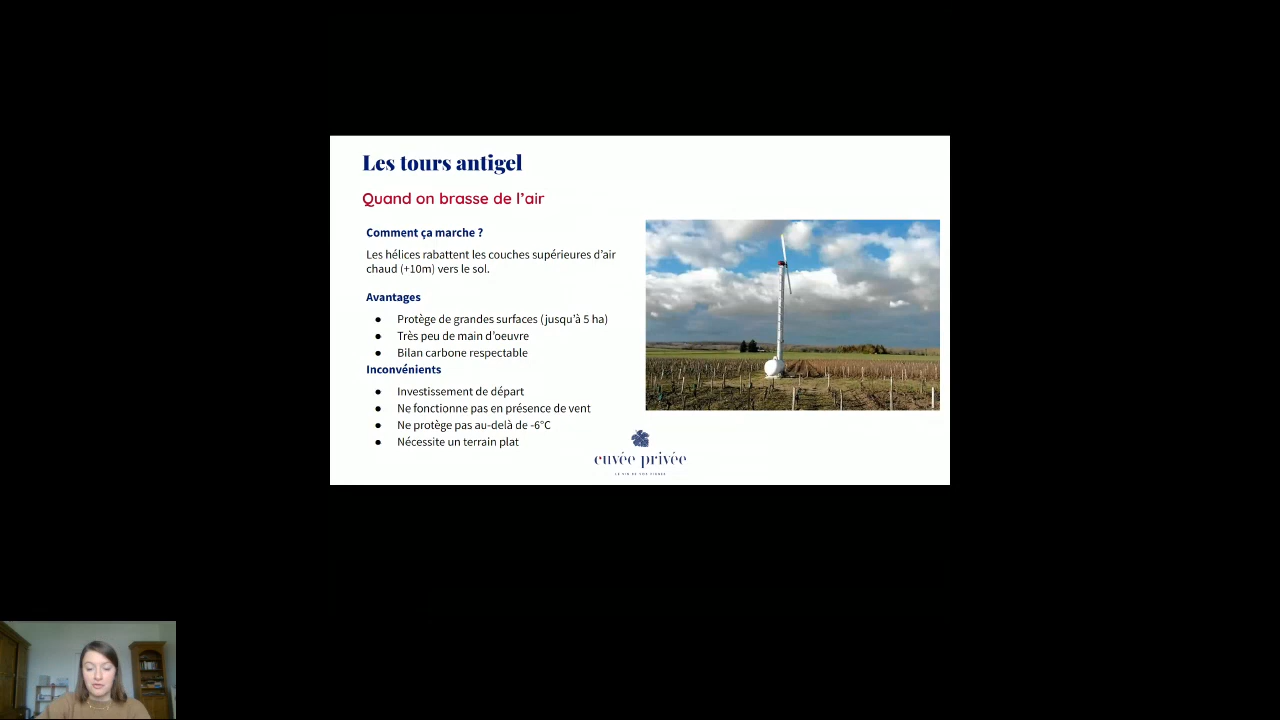 Les tours antigel
Quand on brasse de l'air
Comment ça marche ?
Les hélices rabattent les couches supérieures d'air
chaud (+10m) vers le sol.
Avantages
● Protège de grandes surfaces (jusqu'à 5 ha)
● Très peu de main d'oeuvre
● Bilan carbone respectable
Inconvénients
● Investissement de départ
● Ne fonctionne pas en présence de vent
● Ne protège pas au-delà de -6°C
● Nécessite un terrain plat
cuvée privée